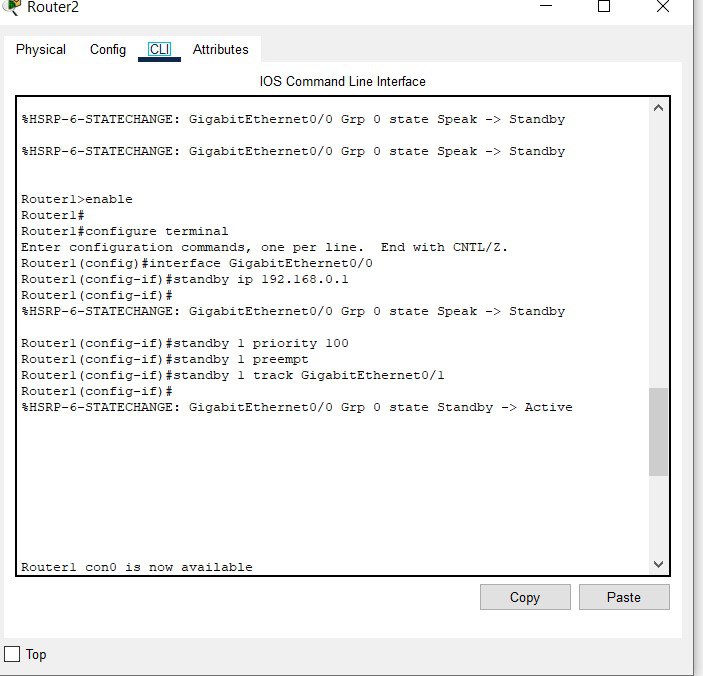 Router2
Physical Config CLI Attributes
IOS Command Line Interface
%HSRP-6-STATECHANGE: GigabitEthernet0/0 Grp 0 state Speak -> Standby
%HSRP-6-STATECHANGE: GigabitEthernet0/0 Grp 0 state Speak -> Standby
Router1>enable
Router1#
Router1#configure terminal
Enter configuration commands, one per line.  End with CNTL/Z.
Router1(config)#interface GigabitEthernet0/0
Router1(config-if)#standby ip 192.168.0.1
Router1(config-if)#
%HSRP-6-STATECHANGE: GigabitEthernet0/0 Grp 0 state Speak -> Standby
Router1(config-if)#standby 1 priority 100
Router1(config-if)#standby 1 preempt
Router1(config-if)#standby 1 track GigabitEthernet0/1
Router1(config-if)#
%HSRP-6-STATECHANGE: GigabitEthernet0/0 Grp 0 state Standby -> Active
Router1 con0 is now available
Copy Paste
Top